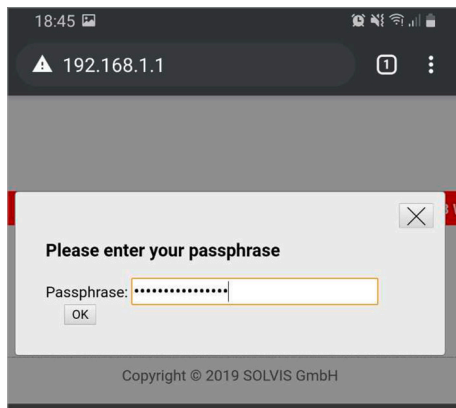 18:45
192.168.1.1
1
Please enter your passphrase
Passphrase: ••••••••••••••••
OK
Copyright © 2019 SOLVIS GmbH